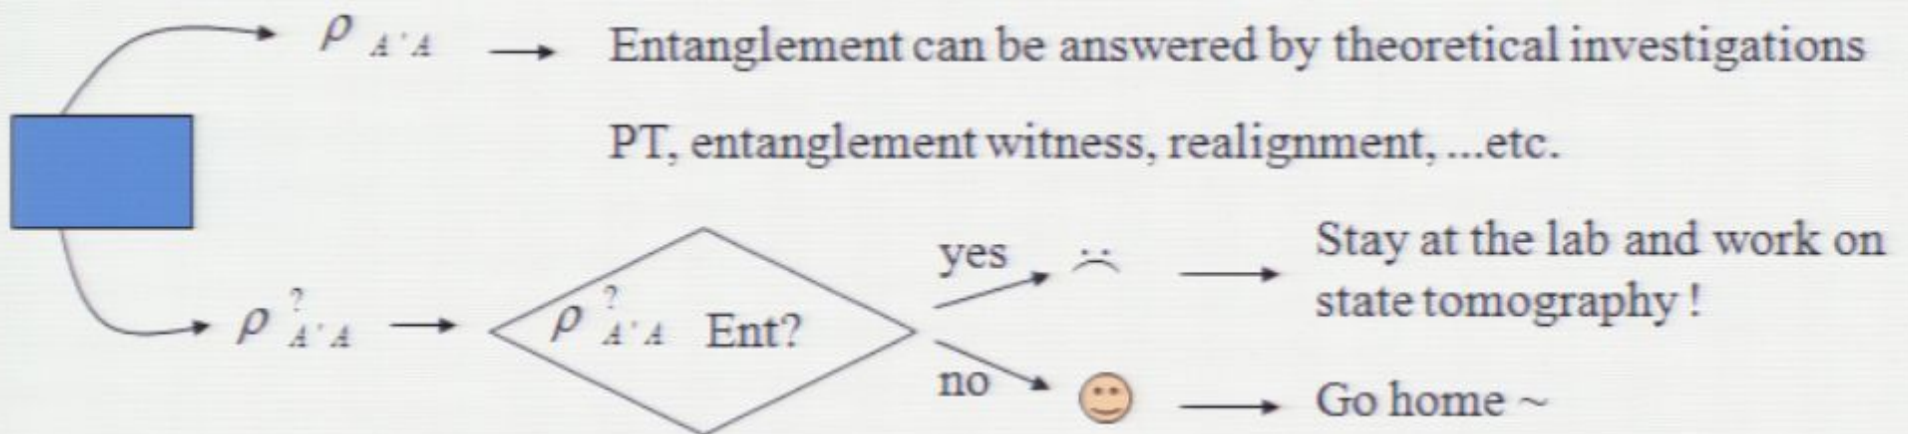 ρ A'A → Entanglement can be answered by theoretical investigations
PT, entanglement witness, realignment, ...etc.
ρ ? A'A → ρ ? A'A Ent?
yes → Stay at the lab and work on
state tomography !
no → Go home ~